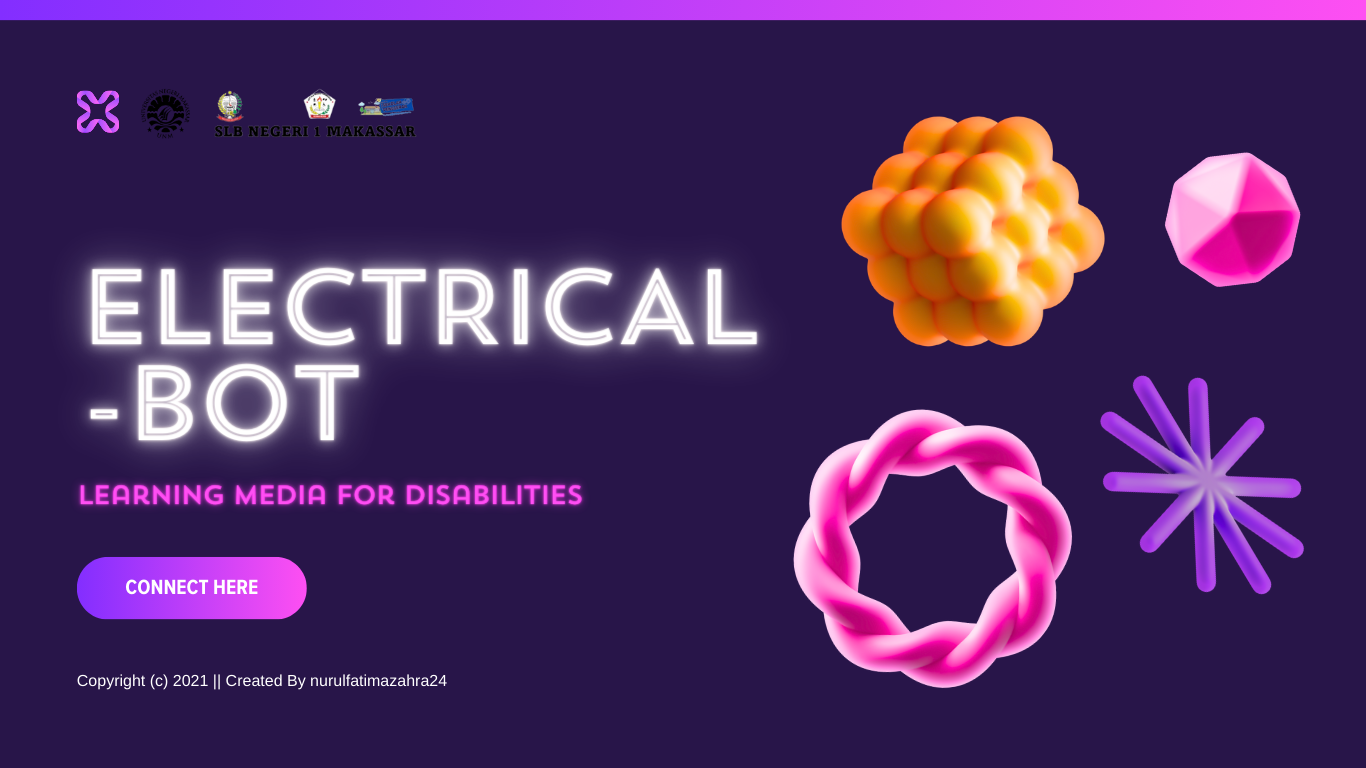 SLB NEGERI 1 MAKASSAR
ELECTRICAL
-BOT
LEARNING MEDIA FOR DISABILITIES
CONNECT HERE
Copyright (c) 2021 || Created By nurulfatimazahra24